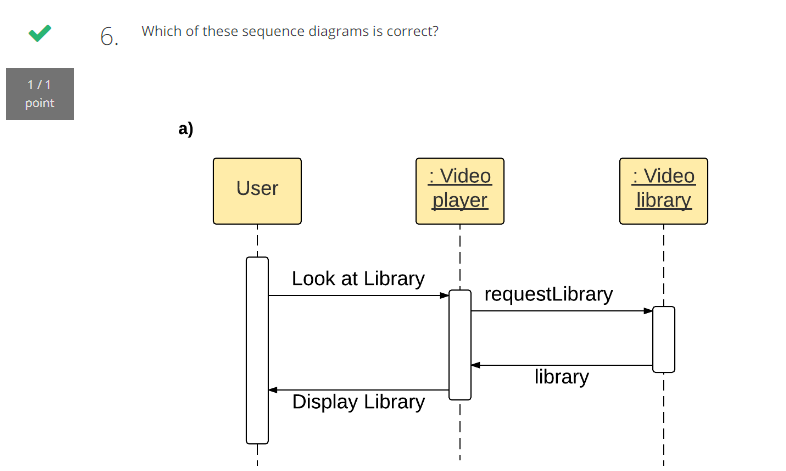 6. Which of these sequence diagrams is correct?
1 / 1
point
a)
User
: Video
player
: Video
library
Look at Library
requestLibrary
library
Display Library